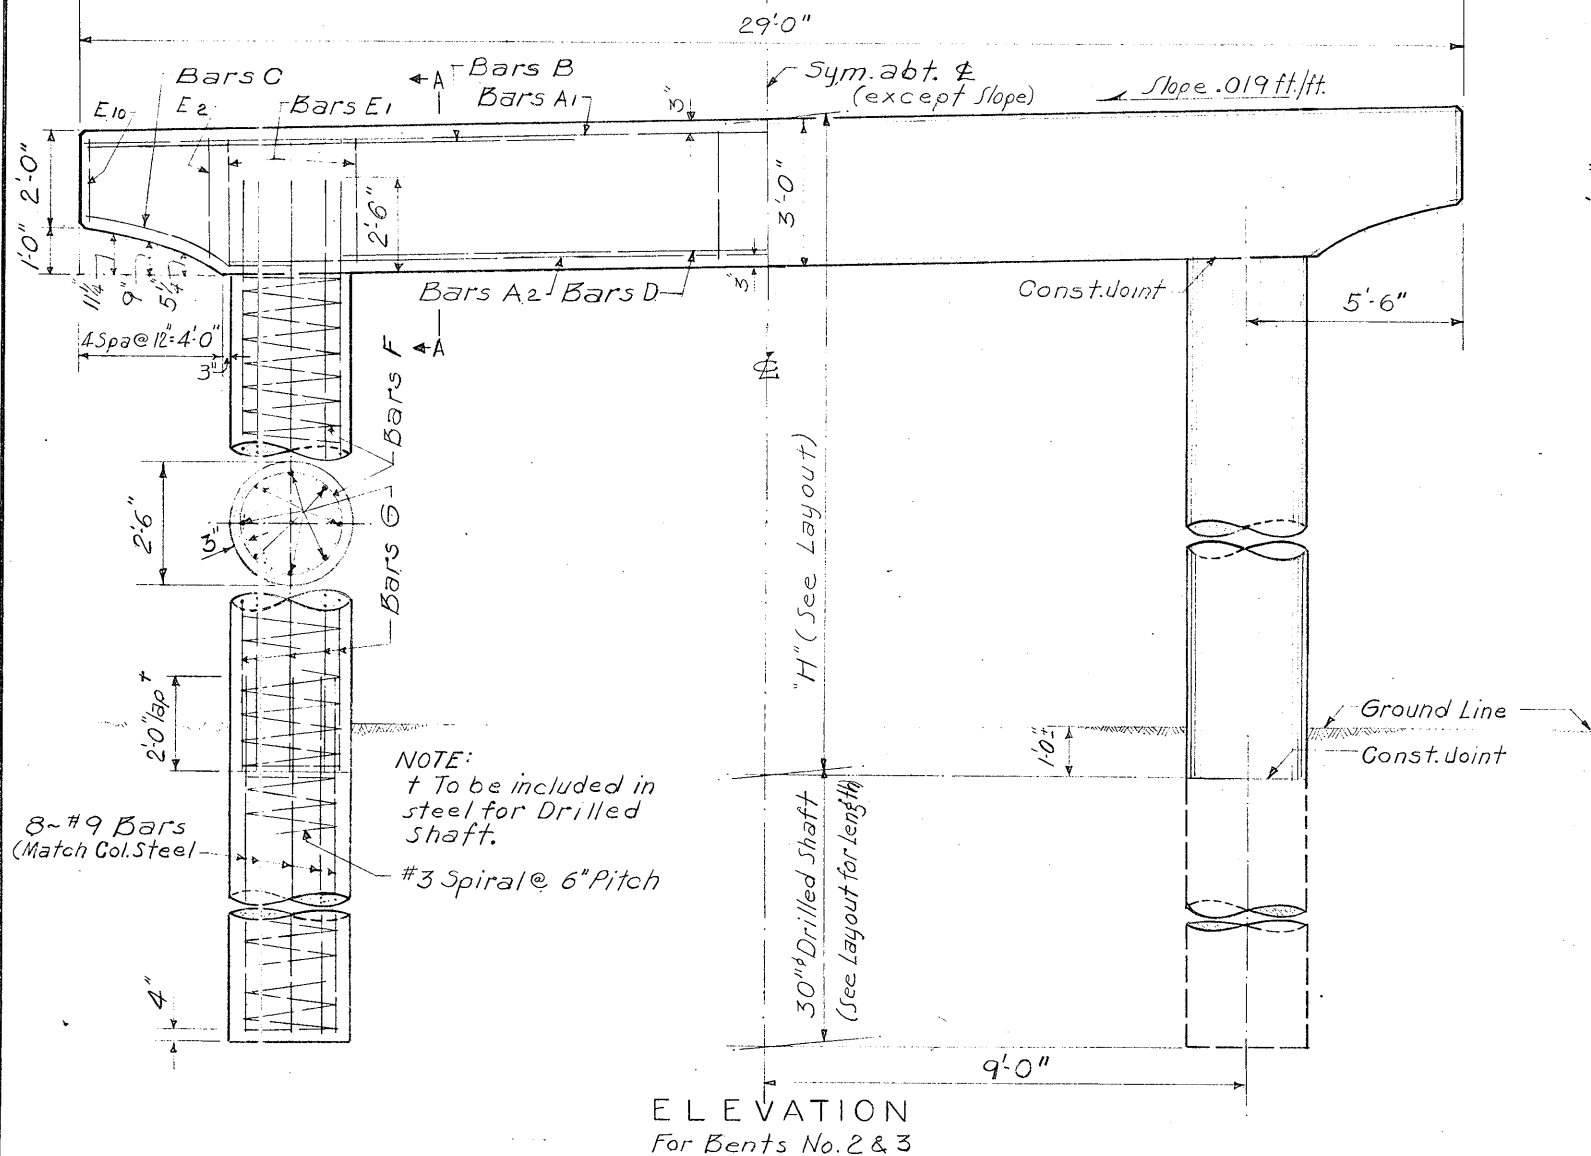 29'-0"
Bars C
A
Bars B
Sym. abt. ℄
(except Slope)
Slope .019 ft./ft.
E10
E2
Bars E1
Bars A1
3"
2'-0"
1'-0"
2'-6"
3'-0"
11 1/4"
9"
5 1/4"
Bars A2
Bars D
3"
Const. Joint
5'-6"
4 Spa @ 12" = 4'-0"
3"
A
℄
Bars F
2'-6"
3"
Bars G
"H" (See Layout)
2'-0" lap †
NOTE:
† To be included in
steel for Drilled
Shaft.
1'-0"±
Ground Line
Const. Joint
8~#9 Bars
(Match Col. Steel
#3 Spiral @ 6" Pitch
30"ϕ Drilled Shaft
(See Layout for length)
4"
9'-0"
ELEVATION
For Bents No. 2 & 3